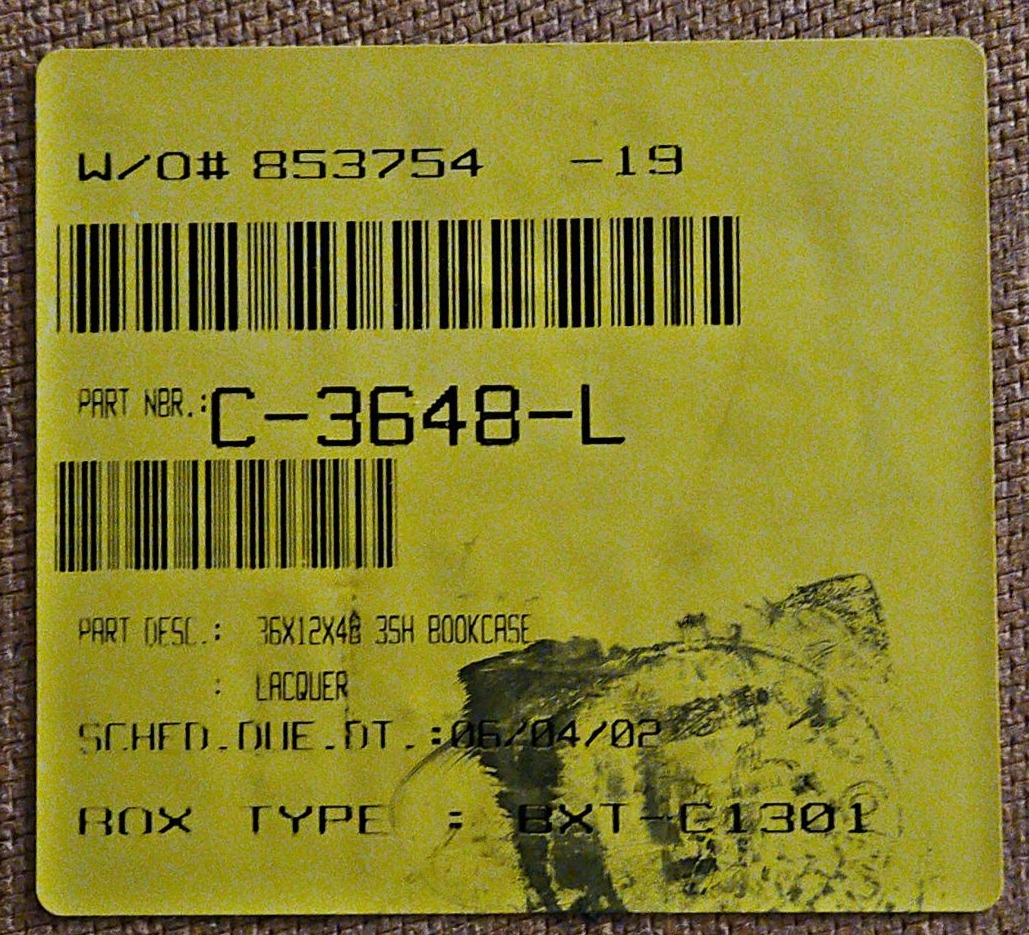 W/O# 853754 -19
PART NBR.: C-3648-L
PART DESC.: 36X12X48 3SH BOOKCASE
: LACQUER
SCHED.DUE.DT.:06/04/02
BOX TYPE : BXT-C1301